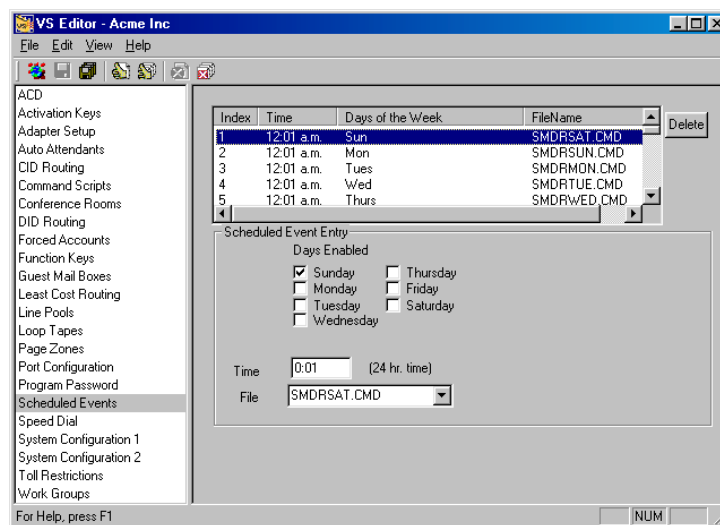 VS Editor - Acme Inc
File Edit View Help
ACD
Activation Keys
Adapter Setup
Auto Attendants
CID Routing
Command Scripts
Conference Rooms
DID Routing
Forced Accounts
Function Keys
Guest Mail Boxes
Least Cost Routing
Line Pools
Loop Tapes
Page Zones
Port Configuration
Program Password
Scheduled Events
Speed Dial
System Configuration 1
System Configuration 2
Toll Restrictions
Work Groups
Index Time Days of the Week FileName
1 12:01 a.m. Sun SMDRSAT.CMD
2 12:01 a.m. Mon SMDRSUN.CMD
3 12:01 a.m. Tues SMDRMON.CMD
4 12:01 a.m. Wed SMDRTUE.CMD
5 12:01 a.m. Thurs SMDRWED.CMD
Delete
Scheduled Event Entry
Days Enabled
Sunday Thursday
Monday Friday
Tuesday Saturday
Wednesday
Time 0:01 (24 hr. time)
File SMDRSAT.CMD
For Help, press F1 NUM